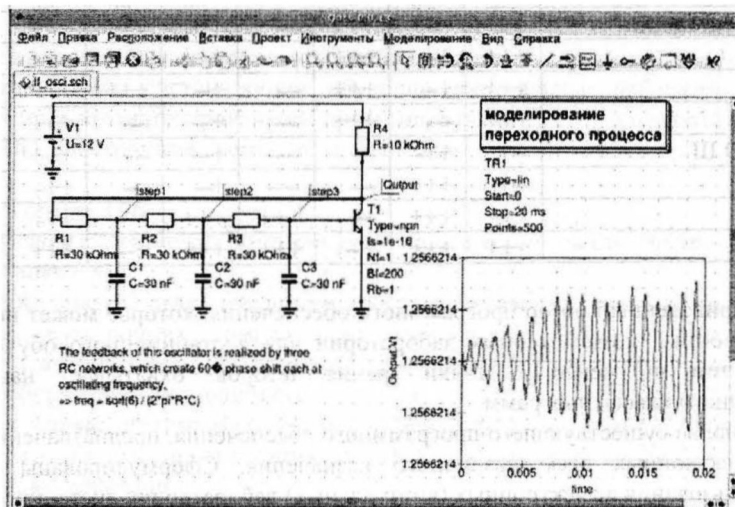 Файл Правка Расположение Вставка Проект Инструменты Моделирование Вид Справка
lf_osci.sch
V1
U=12 V
R4
R=10 kOhm
моделирование
переходного процесса
TR1
Type=lin
Start=0
Stop=20 ms
Points=500
step1
step2
step3
Output
T1
Type=npn
Is=1e-16
Nf=1
Bf=200
Rb=1
R1
R=30 kOhm
R2
R=30 kOhm
R3
R=30 kOhm
C1
C=30 nF
C2
C=30 nF
C3
C=30 nF
The feedback of this oscillator is realized by three
RC networks, which create 60� phase shift each at
oscillating frequency.
=> freq = sqrt(6) / (2*pi*R*C)
1.2566214
1.2566214
1.2566214
1.2566214
1.2566214
Output
0.005
0.01
0.015
0.02
time